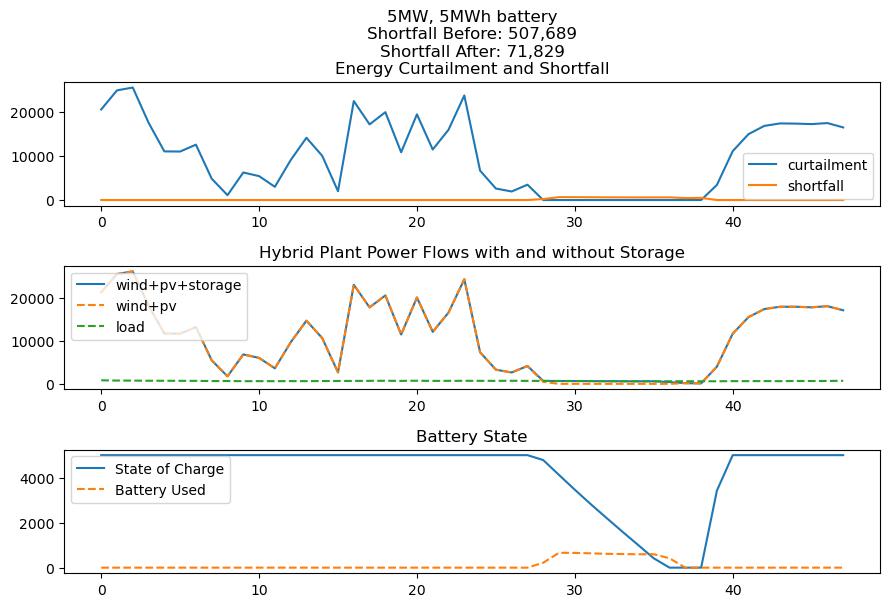 5MW, 5MWh battery
Shortfall Before: 507,689
Shortfall After: 71,829
Energy Curtailment and Shortfall
20000
10000
0
curtailment
shortfall
0 10 20 30 40
Hybrid Plant Power Flows with and without Storage
20000
10000
0
wind+pv+storage
wind+pv
load
0 10 20 30 40
Battery State
4000
2000
0
State of Charge
Battery Used
0 10 20 30 40